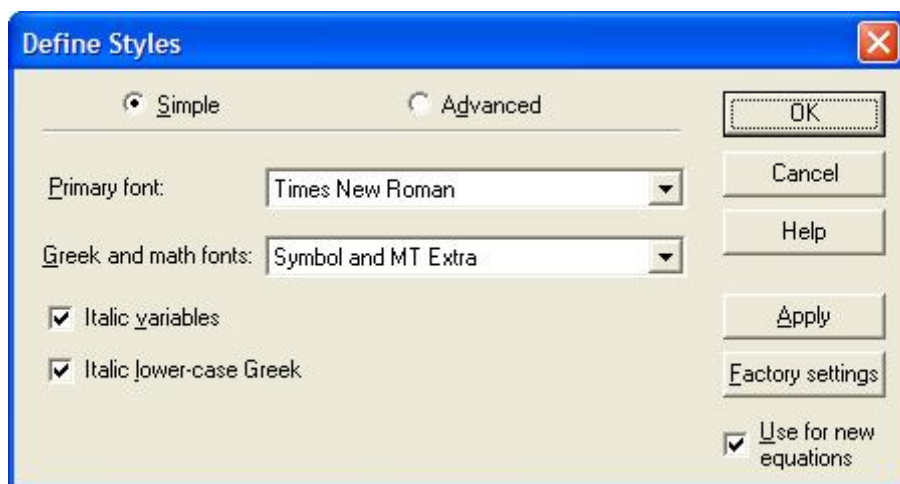 Define Styles
Simple
Advanced
OK
Primary font:
Times New Roman
Cancel
Greek and math fonts:
Symbol and MT Extra
Help
Italic variables
Apply
Italic lower-case Greek
Factory settings
Use for new
equations